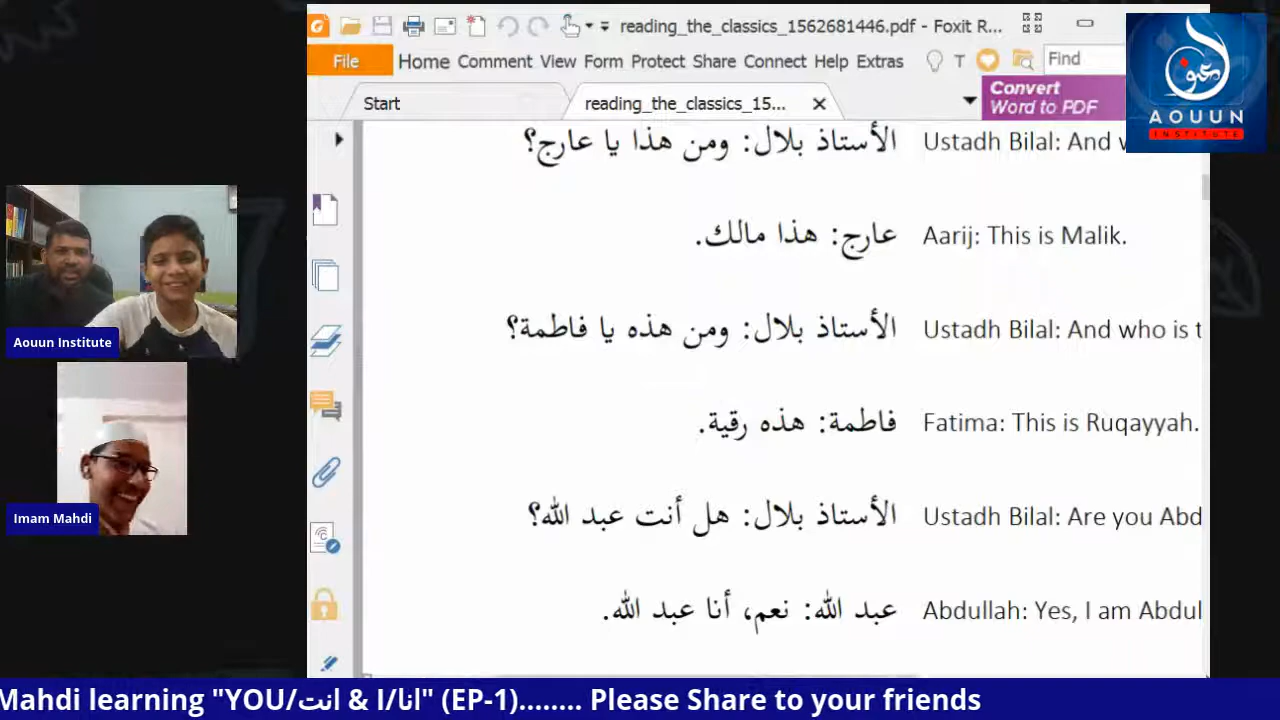 reading_the_classics_1562681446.pdf - Foxit R...
File Home Comment View Form Protect Share Connect Help Extras T Find
Start reading_the_classics_15...
Convert
Word to PDF
AOUUN
INSTITUTE
الأستاذ بلال: ومن هذا يا عارج؟ Ustadh Bilal: And
عارج: هذا مالك. Aarij: This is Malik.
الأستاذ بلال: ومن هذه يا فاطمة؟ Ustadh Bilal: And who is t
فاطمة: هذه رقية. Fatima: This is Ruqayyah.
الأستاذ بلال: هل أنت عبد الله؟ Ustadh Bilal: Are you Abd
عبد الله: نعم، أنا عبد الله. Abdullah: Yes, I am Abdul
Aouun Institute
Imam Mahdi
Mahdi learning "YOU/انت & I/انا" (EP-1)........ Please Share to your friends